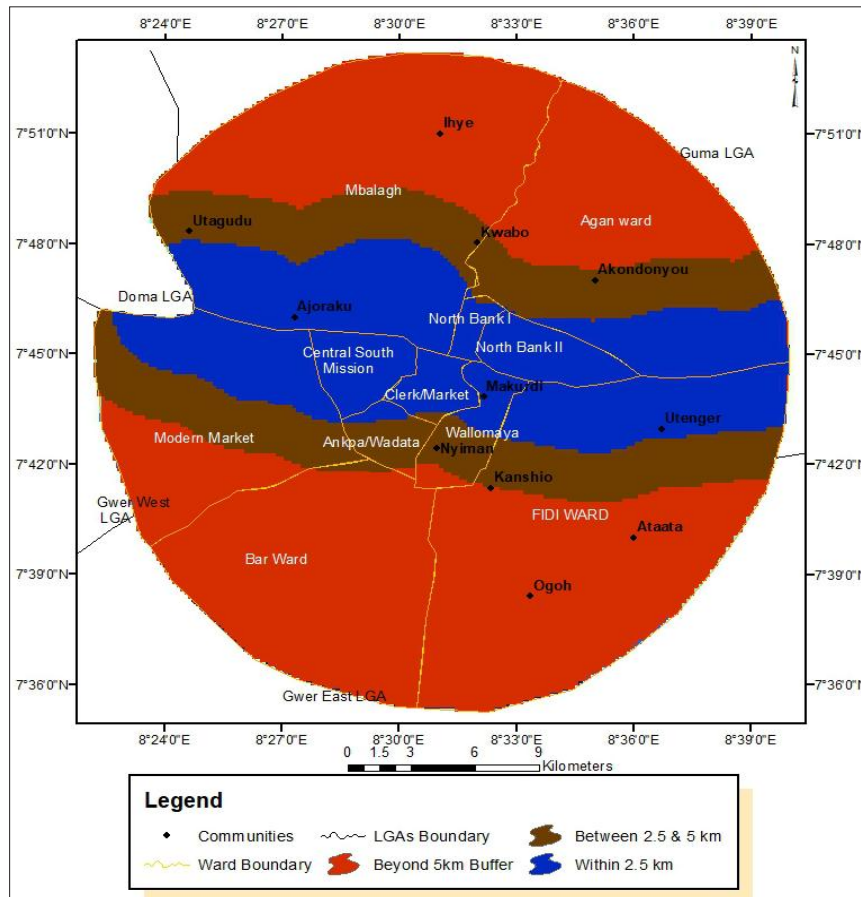 8°24'0"E 8°27'0"E 8°30'0"E 8°33'0"E 8°36'0"E 8°39'0"E
N
7°51'0"N Ihye 7°51'0"N
Guma LGA
Mbalagh
Utagudu Agan ward
7°48'0"N Kwabo 7°48'0"N
Akondonyou
Doma LGA
Ajoraku North Bank I
7°45'0"N Central South North Bank II 7°45'0"N
Mission
Clerk/Market Makurdi
Utenger
Modern Market Ankpa/Wadata Wallomaya
7°42'0"N Nyiman 7°42'0"N
Kanshio
Gwer West
LGA FIDI WARD
Ataata
Bar Ward
7°39'0"N Ogoh 7°39'0"N
7°36'0"N Gwer East LGA 7°36'0"N
8°24'0"E 8°27'0"E 8°30'0"E 8°33'0"E 8°36'0"E 8°39'0"E
0 1.5 3 6 9
Kilometers
Legend
Communities LGAs Boundary Between 2.5 & 5 km
Ward Boundary Beyond 5km Buffer Within 2.5 km